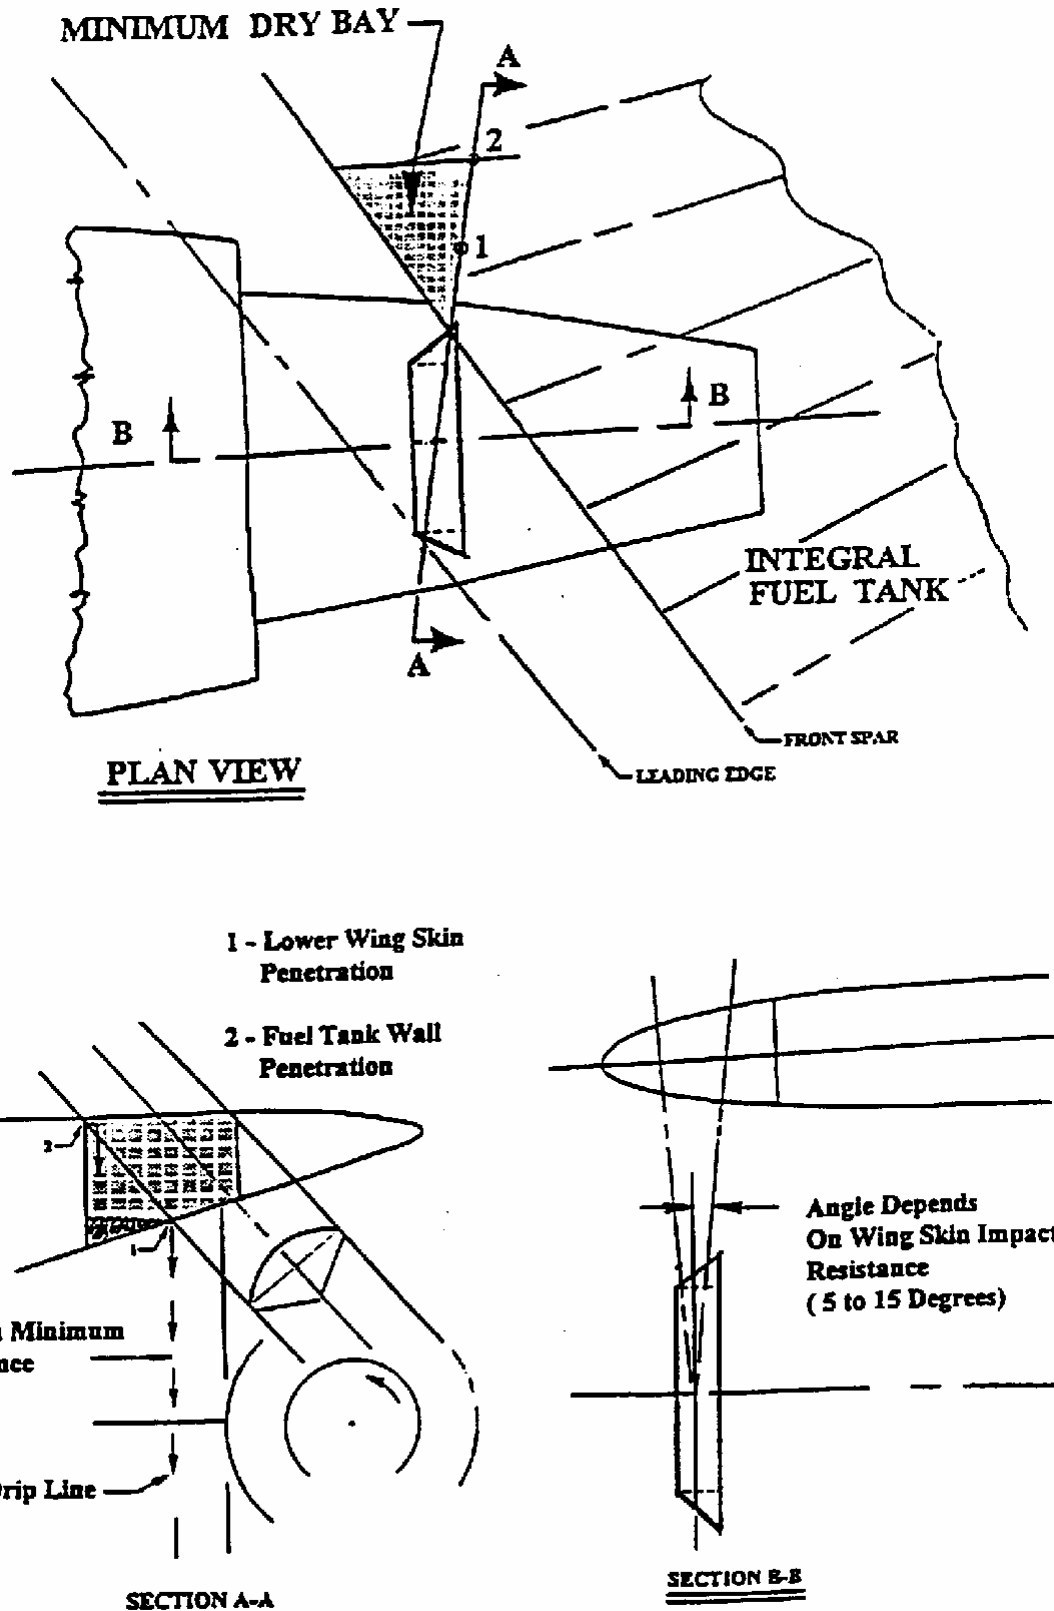 MINIMUM DRY BAY
A
2
1
B
B
INTEGRAL
FUEL TANK
A
FRONT SPAR
LEADING EDGE
PLAN VIEW
1 - Lower Wing Skin
Penetration
2 - Fuel Tank Wall
Penetration
2
1
Angle Depends
On Wing Skin Impact
Resistance
( 5 to 15 Degrees)
Minimum
Line
SECTION A-A
SECTION B-B